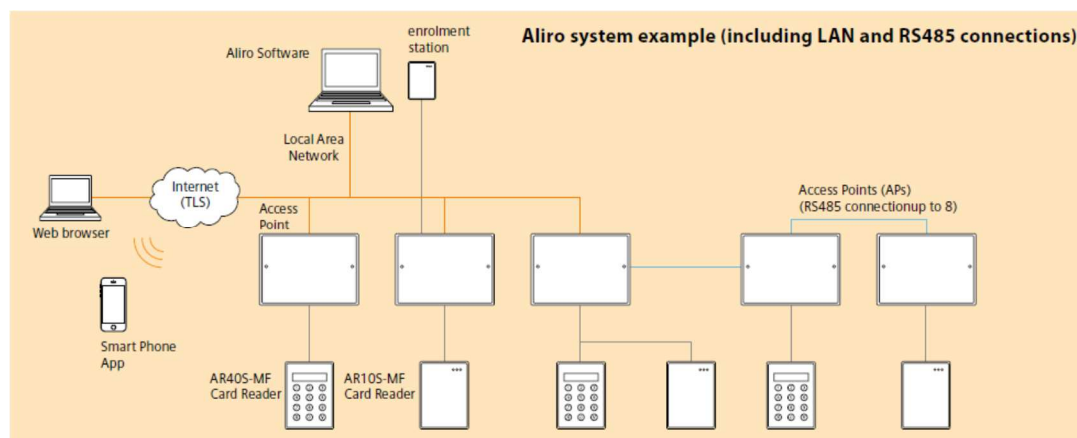 Aliro system example (including LAN and RS485 connections)
enrolment
station
Aliro Software
Local Area
Network
Internet
(TLS)
Web browser
Access
Point
Access Points (APs)
(RS485 connectionup to 8)
Smart Phone
App
AR40S-MF
Card Reader
AR10S-MF
Card Reader